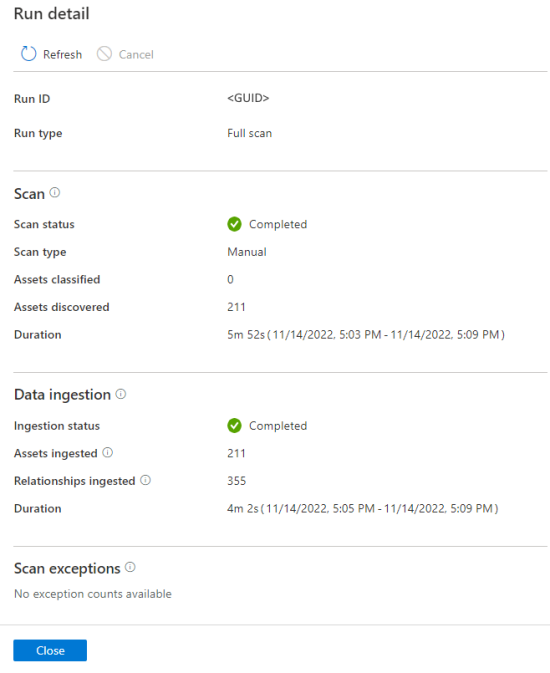 Run detail
Refresh Cancel
Run ID <GUID>
Run type Full scan
Scan
Scan status Completed
Scan type Manual
Assets classified 0
Assets discovered 211
Duration 5m 52s (11/14/2022, 5:03 PM - 11/14/2022, 5:09 PM)
Data ingestion
Ingestion status Completed
Assets ingested 211
Relationships ingested 355
Duration 4m 2s (11/14/2022, 5:05 PM - 11/14/2022, 5:09 PM)
Scan exceptions
No exception counts available
Close